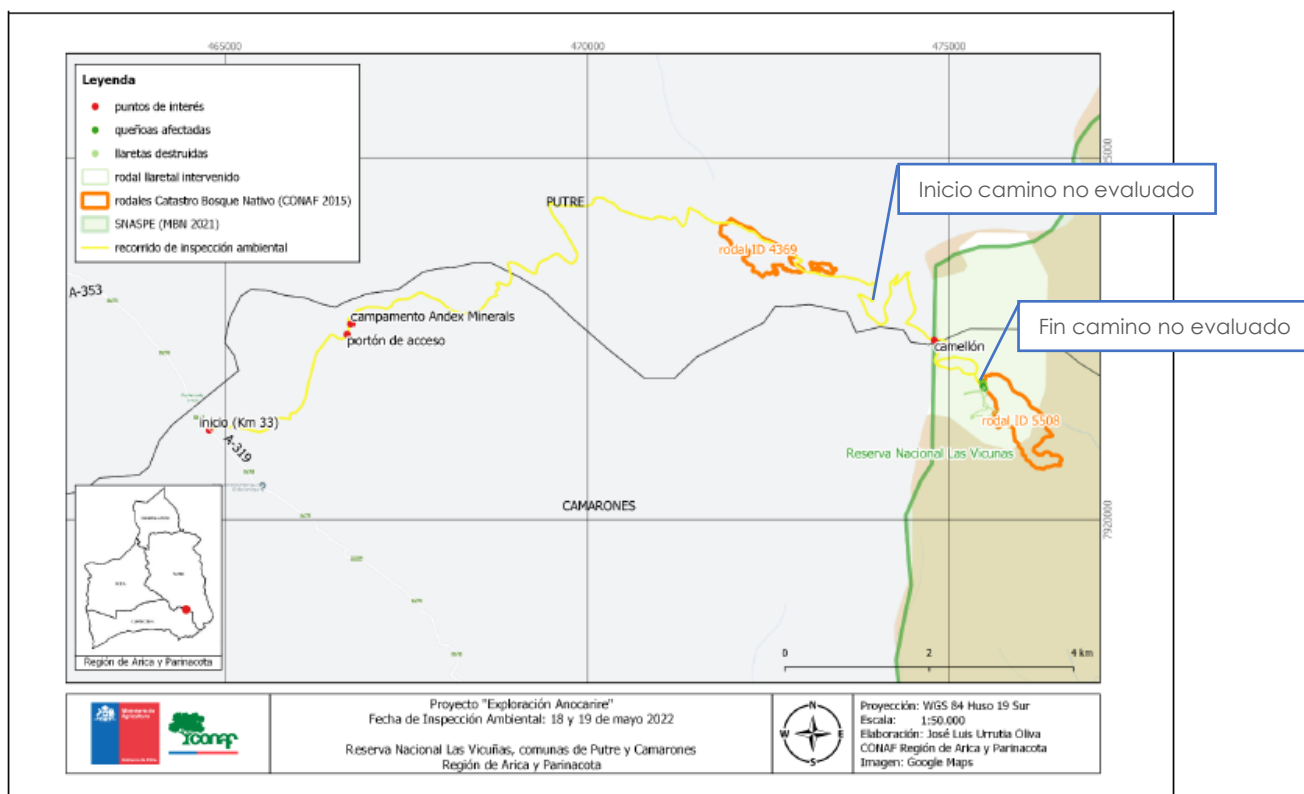 465000
470000
475000
Leyenda
puntos de interés
queñoas afectadas
llaretas destruidas
rodal llaretal intervenido
rodales Catastro Bosque Nativo (CONAF 2015)
SNASPE (MBN 2021)
recorrido de inspección ambiental
Inicio camino no evaluado
PUTRE
rodal ID 4369
A-353
campamento Andex Minerals
portón de acceso
Fin camino no evaluado
camellón
inicio (Km 33)
A-319
rodal ID 5508
Reserva Nacional Las Vicunas
CAMARONES
7920000
Región de Arica y Parinacota
0
2
4 km
Ministerio de
Agricultura
CONAF
Proyecto "Exploración Anocarire"
Fecha de Inspección Ambiental: 18 y 19 de mayo 2022
Reserva Nacional Las Vicuñas, comunas de Putre y Camarones
Región de Arica y Parinacota
N
W
E
S
Proyección: WGS 84 Huso 19 Sur
Escala: 1:50.000
Elaboración: José Luis Urrutia Oliva
CONAF Región de Arica y Parinacota
Imagen: Google Maps